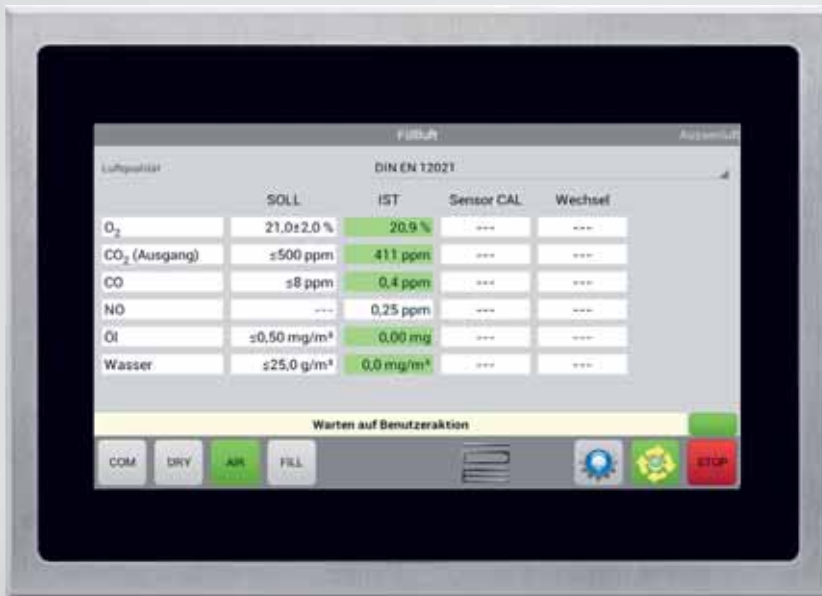 Füllluft Aussenluft
Luftqualität DIN EN 12021
SOLL IST Sensor CAL Wechsel
O₂ 21,0±2,0 % 20,9 % --- ---
CO₂ (Ausgang) ≤500 ppm 411 ppm --- ---
CO ≤8 ppm 0,4 ppm --- ---
NO --- 0,25 ppm --- ---
Öl ≤0,50 mg/m³ 0,00 mg --- ---
Wasser ≤25,0 g/m³ 0,0 mg/m³ --- ---
Warten auf Benutzeraktion
COM DRY AIR FILL STOP